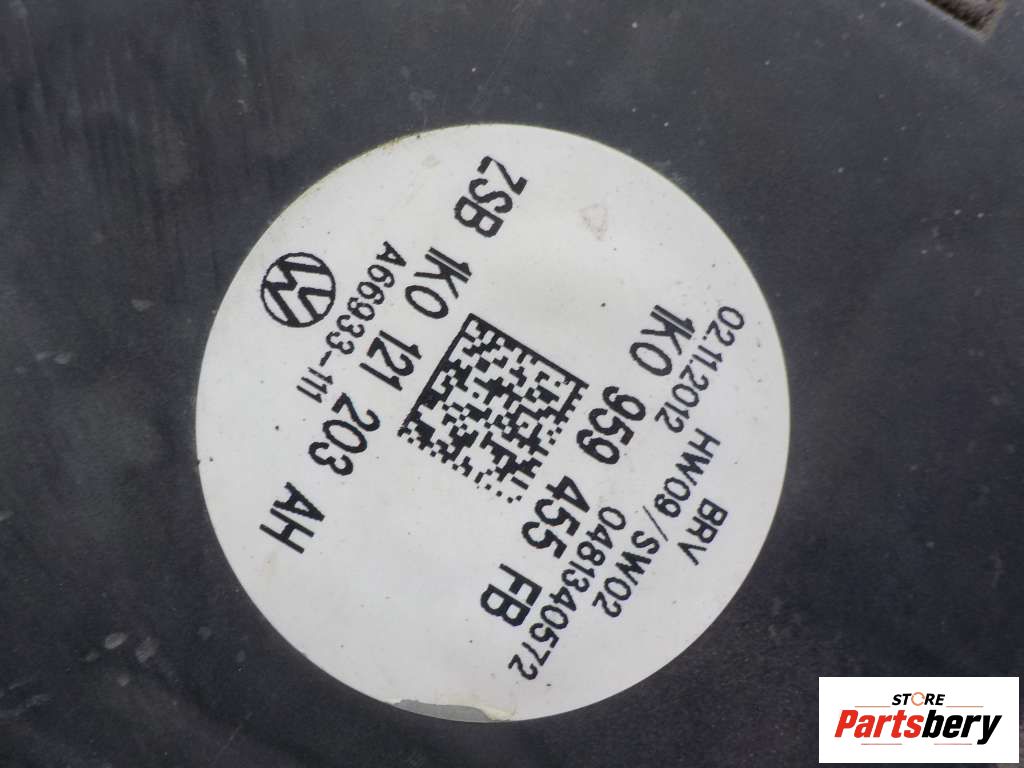 BRV
02.11.2012 HW09/SW02
0481340572
1K0 959 455 FB
ZSB 1K0 121 203 AH
A66933-111
STORE
Partsbery